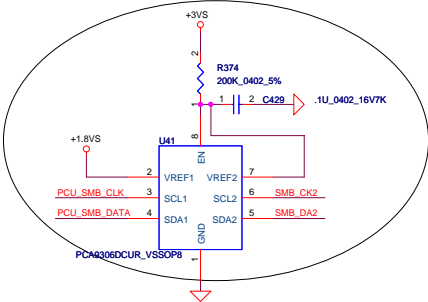 +3VS
2
R374
200K_0402_5%
1
1
2
C429
.1U_0402_16V7K
+1.8VS
U41
8
EN
2
VREF1
VREF2
7
PCU_SMB_CLK
3
SCL1
SCL2
6
SMB_CK2
PCU_SMB_DATA
4
SDA1
SDA2
5
SMB_DA2
GND
PCA9306DCUR_VSSOP8
1